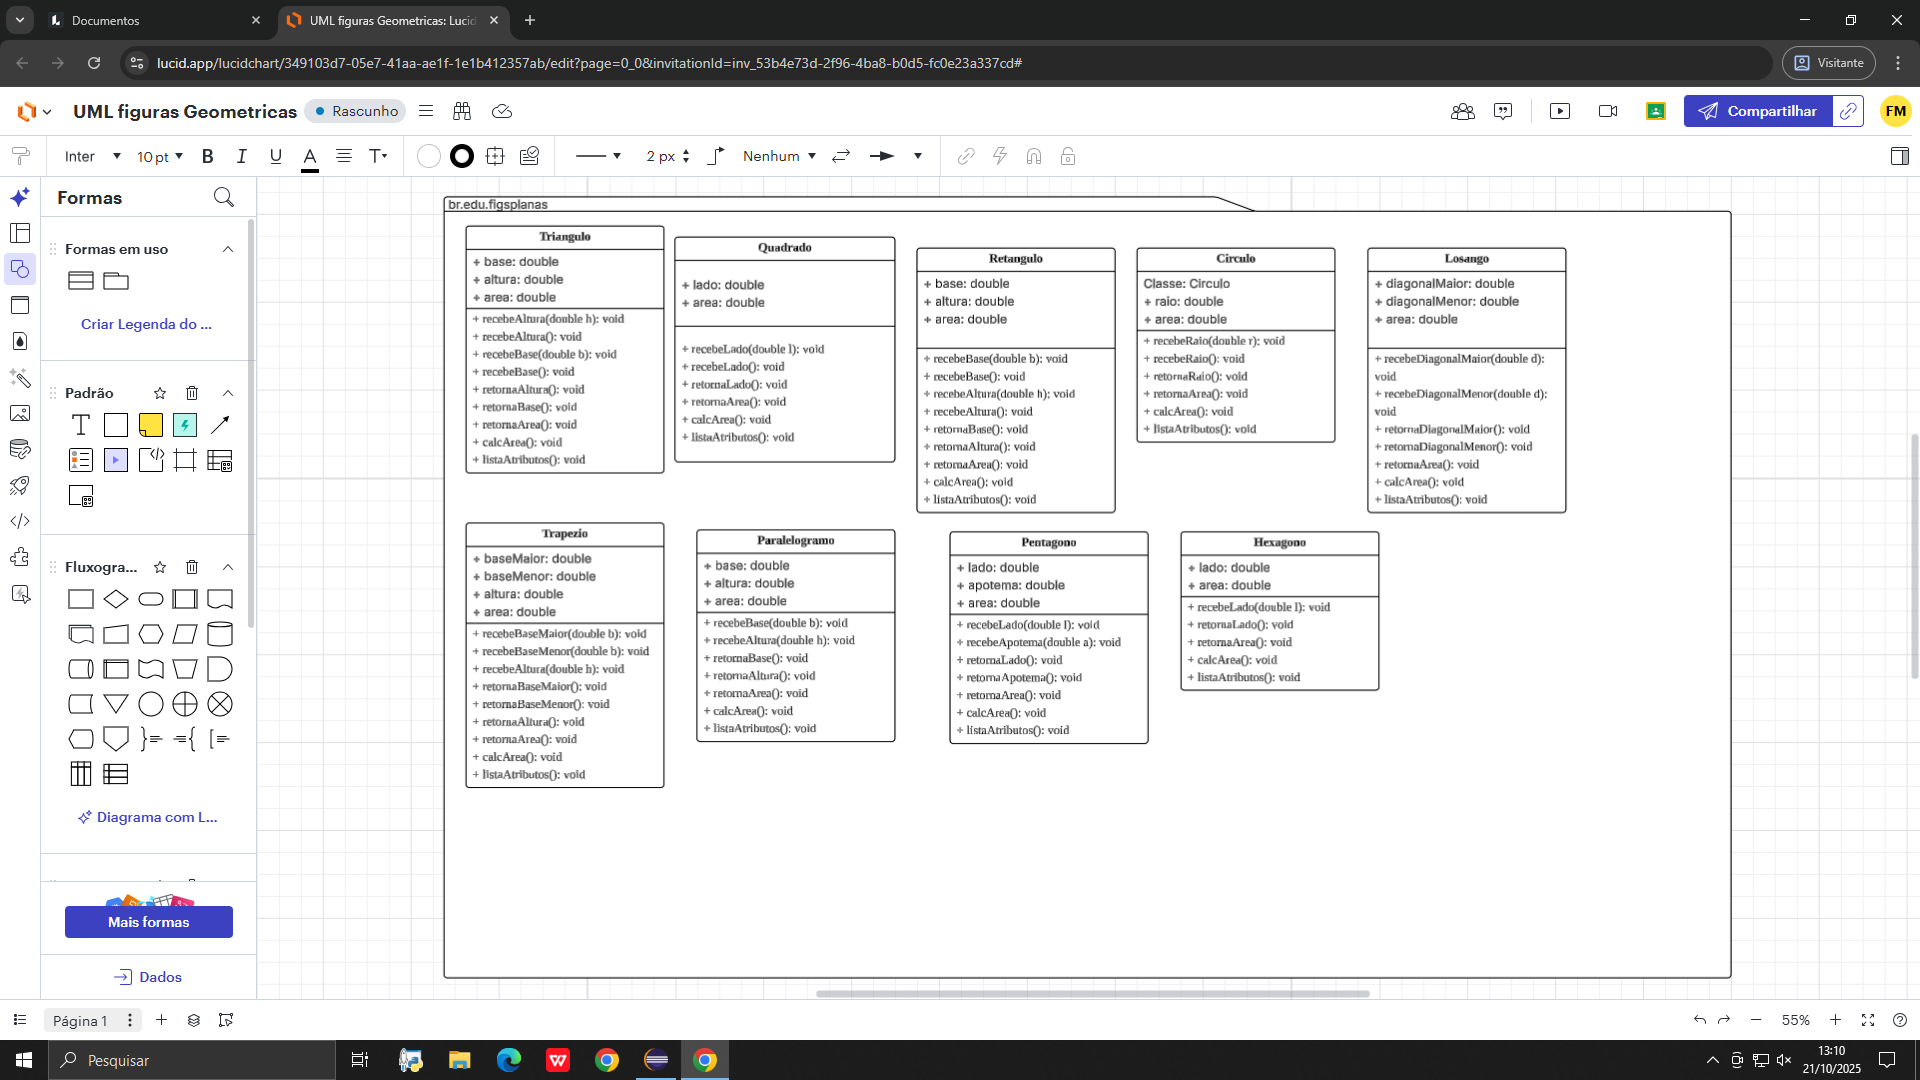 Documentos
UML figuras Geometricas: Lucid
lucid.app/lucidchart/349103d7-05e7-41aa-ae1f-1e1b412357ab/edit?page=0_0&invitationId=inv_53b4e73d-2f96-4ba8-b0d5-fc0e23a337cd#
Visitante
UML figuras Geometricas
Rascunho
Compartilhar
FM
Inter
10 pt
B
I
U
A
T
2 px
Nenhum
Formas
Formas em uso
Criar Legenda do ...
Padrão
Fluxogra...
Diagrama com L...
Mais formas
Dados
br.edu.figsplanas
Triangulo
+ base: double
+ altura: double
+ area: double
+ recebeAltura(double h): void
+ recebeAltura(): void
+ recebeBase(double b): void
+ recebeBase(): void
+ retornaAltura(): void
+ retornaBase(): void
+ retornaArea(): void
+ calcArea(): void
+ listaAtributos(): void
Quadrado
+ lado: double
+ area: double
+ recebeLado(double l): void
+ recebeLado(): void
+ retornaLado(): void
+ retornaArea(): void
+ calcArea(): void
+ listaAtributos(): void
Retangulo
+ base: double
+ altura: double
+ area: double
+ recebeBase(double b): void
+ recebeBase(): void
+ recebeAltura(double h): void
+ recebeAltura(): void
+ retornaBase(): void
+ retornaAltura(): void
+ retornaArea(): void
+ calcArea(): void
+ listaAtributos(): void
Circulo
Classe: Circulo
+ raio: double
+ area: double
+ recebeRaio(double r): void
+ recebeRaio(): void
+ retornaRaio(): void
+ retornaArea(): void
+ calcArea(): void
+ listaAtributos(): void
Losango
+ diagonalMaior: double
+ diagonalMenor: double
+ area: double
+ recebeDiagonalMaior(double d):
void
+ recebeDiagonalMenor(double d):
void
+ retornaDiagonalMaior(): void
+ retornaDiagonalMenor(): void
+ retornaArea(): void
+ calcArea(): void
+ listaAtributos(): void
Trapezio
+ baseMaior: double
+ baseMenor: double
+ altura: double
+ area: double
+ recebeBaseMaior(double b): void
+ recebeBaseMenor(double b): void
+ recebeAltura(double h): void
+ retornaBaseMaior(): void
+ retornaBaseMenor(): void
+ retornaAltura(): void
+ retornaArea(): void
+ calcArea(): void
+ listaAtributos(): void
Paralelogramo
+ base: double
+ altura: double
+ area: double
+ recebeBase(double b): void
+ recebeAltura(double h): void
+ retornaBase(): void
+ retornaAltura(): void
+ retornaArea(): void
+ calcArea(): void
+ listaAtributos(): void
Pentagono
+ lado: double
+ apotema: double
+ area: double
+ recebeLado(double l): void
+ recebeApotema(double a): void
+ retornaLado(): void
+ retornaApotema(): void
+ retornaArea(): void
+ calcArea(): void
+ listaAtributos(): void
Hexagono
+ lado: double
+ area: double
+ recebeLado(double l): void
+ retornaLado(): void
+ retornaArea(): void
+ calcArea(): void
+ listaAtributos(): void
Página 1
55%
Pesquisar
13:10
21/10/2025